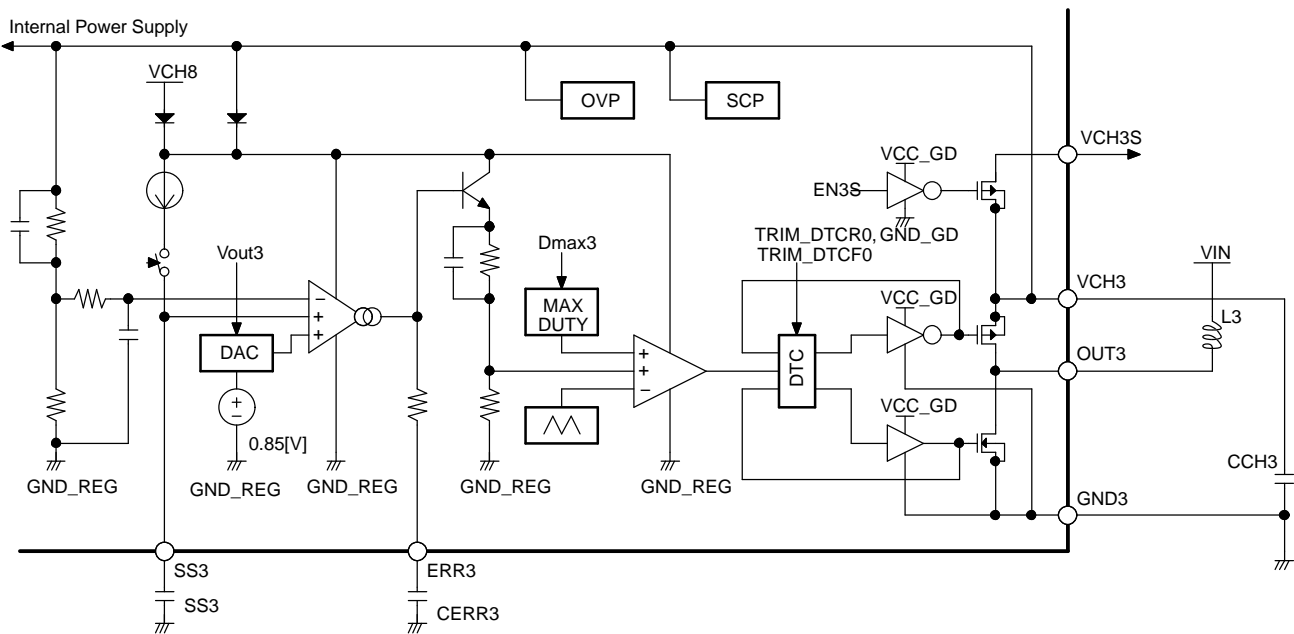 Internal Power Supply
VCH8
OVP
SCP
VCH3S
VCC_GD
EN3S
Vout3
Dmax3
TRIM_DTCR0, GND_GD
TRIM_DTCF0
VIN
VCH3
MAX
DUTY
VCC_GD
L3
DAC
DTC
OUT3
VCC_GD
0.85[V]
CCH3
GND_REG
GND_REG
GND_REG
GND_REG
GND_REG
GND3
SS3
ERR3
SS3
CERR3